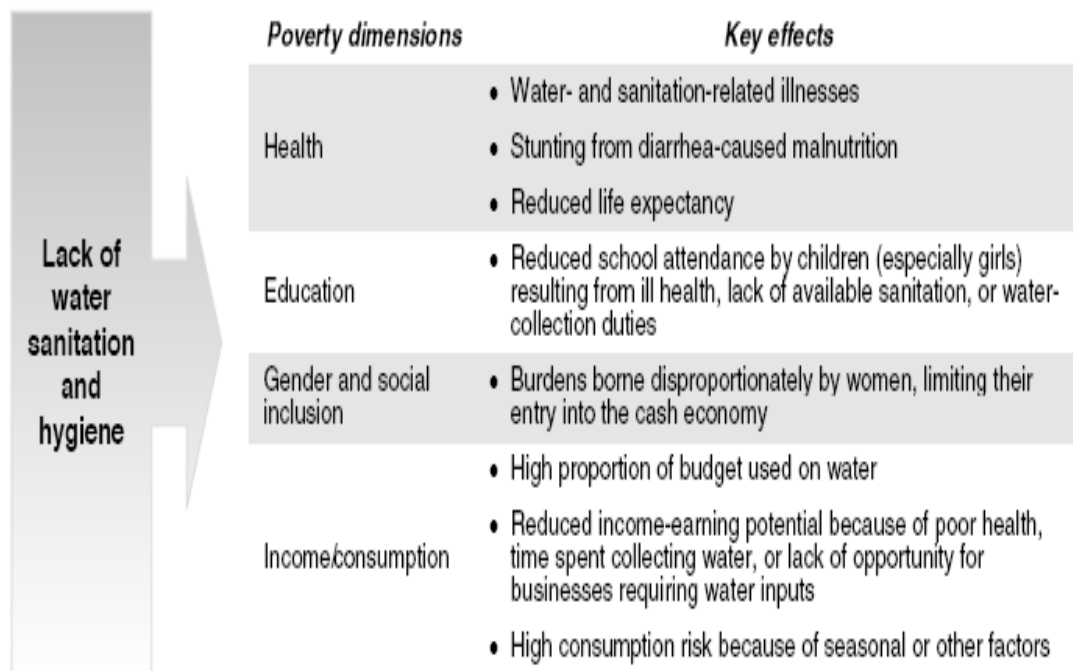 Poverty dimensions Key effects
Lack of
water
sanitation
and
hygiene
Health
• Water- and sanitation-related illnesses
• Stunting from diarrhea-caused malnutrition
• Reduced life expectancy
Education
• Reduced school attendance by children (especially girls)
resulting from ill health, lack of available sanitation, or water-
collection duties
Gender and social
inclusion
• Burdens borne disproportionately by women, limiting their
entry into the cash economy
Income/consumption
• High proportion of budget used on water
• Reduced income-earning potential because of poor health,
time spent collecting water, or lack of opportunity for
businesses requiring water inputs
• High consumption risk because of seasonal or other factors